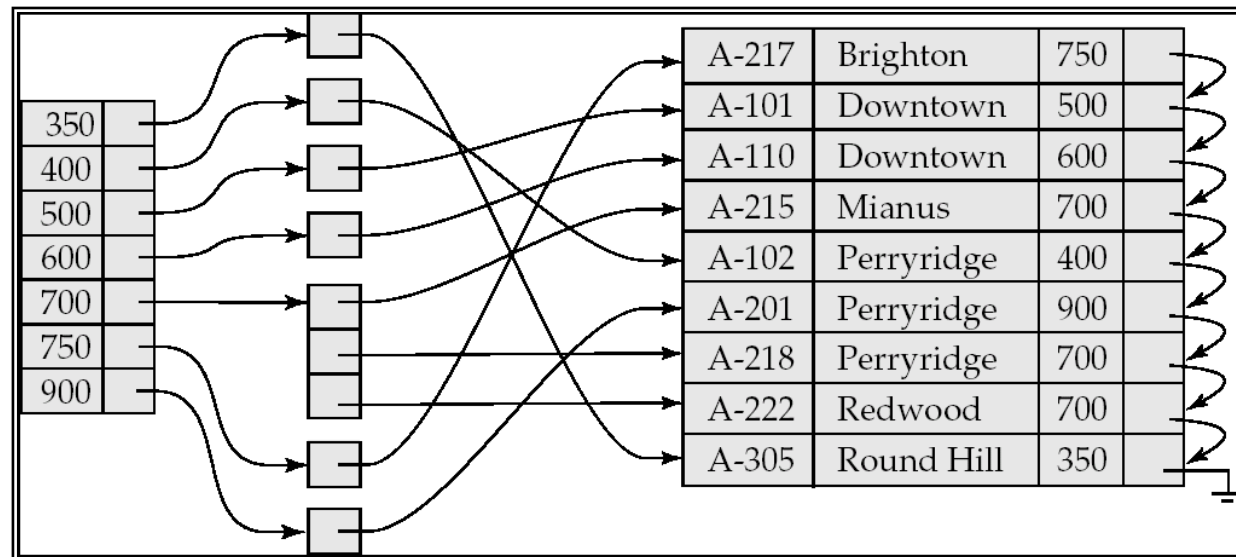 350
400
500
600
700
750
900
A-217 Brighton 750
A-101 Downtown 500
A-110 Downtown 600
A-215 Mianus 700
A-102 Perryridge 400
A-201 Perryridge 900
A-218 Perryridge 700
A-222 Redwood 700
A-305 Round Hill 350